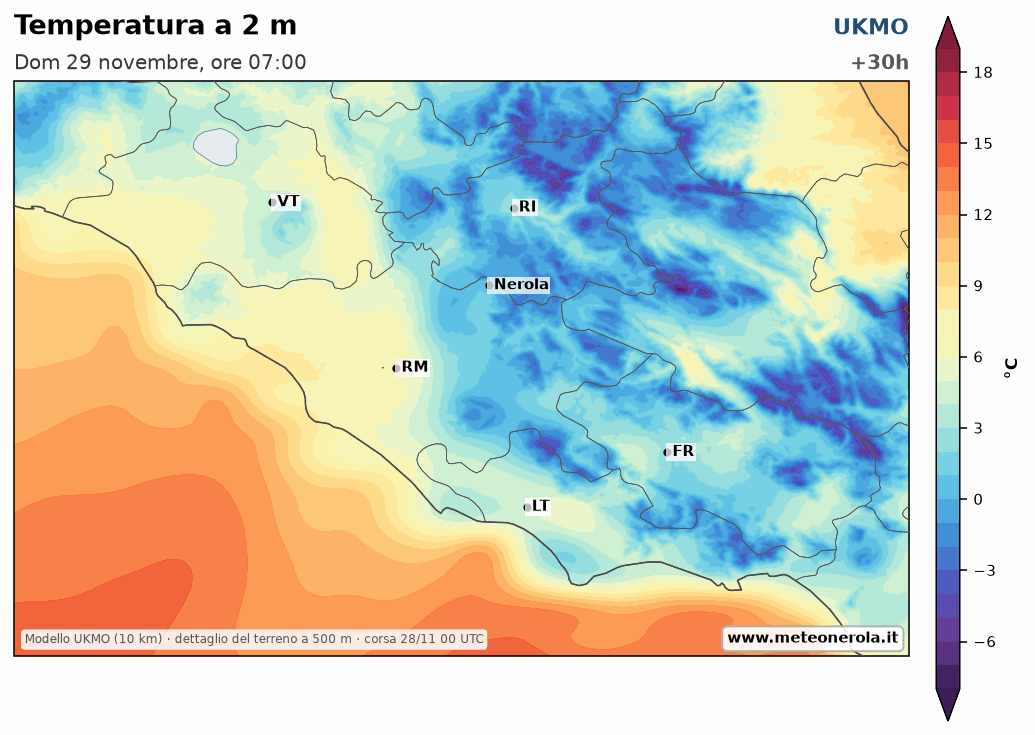 Temperatura a 2 m
UKMO
Dom 29 novembre, ore 07:00
+30h
VT
RI
Nerola
RM
FR
LT
18
15
12
9
6
3
0
−3
−6
°C
Modello UKMO (10 km) · dettaglio del terreno a 500 m · corsa 28/11 00 UTC
www.meteonerola.it